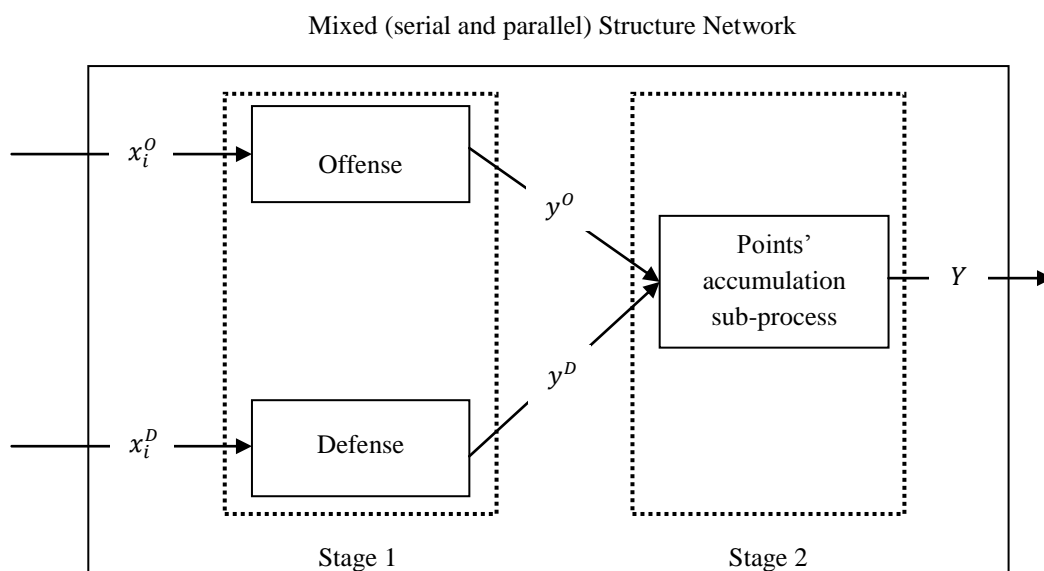 Mixed (serial and parallel) Structure Network
x_i^O
Offense
y^O
Points’
accumulation
sub-process
Y
y^D
x_i^D
Defense
Stage 1
Stage 2